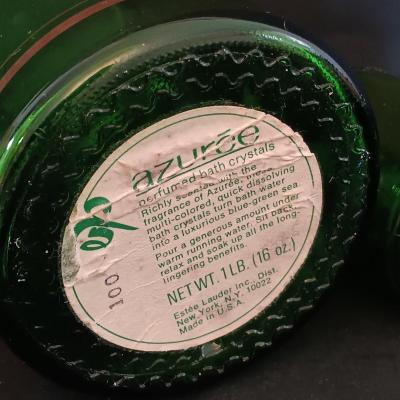 azurée
perfumed bath crystals
Richly scented with the
fragrance of Azurée.
multi-colored, quick dissolving
bath crystals turn bath water
into a luxurious blue-green sea
Pour a generous amount under
warm running water. Sit back,
relax and soak up all the long-
lingering benefits.
NET WT. 1 LB. (16 oz.)
Estée Lauder Inc. Dist.
New York, N.Y. 10022
Made in U.S.A.
100